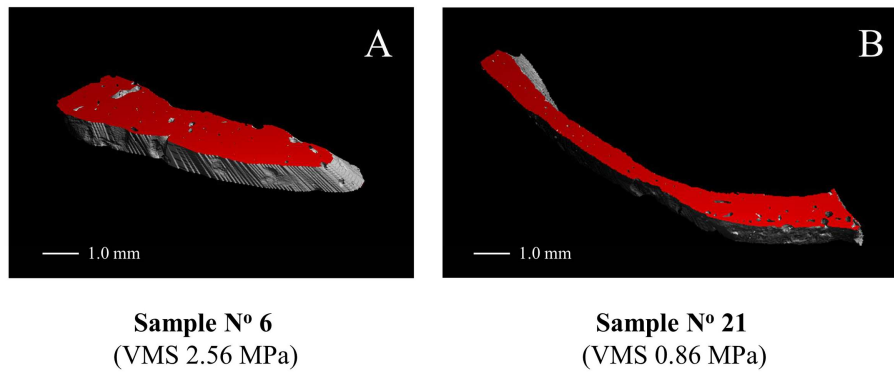 A
B
1.0 mm
1.0 mm
Sample Nº 6
(VMS 2.56 MPa)
Sample Nº 21
(VMS 0.86 MPa)